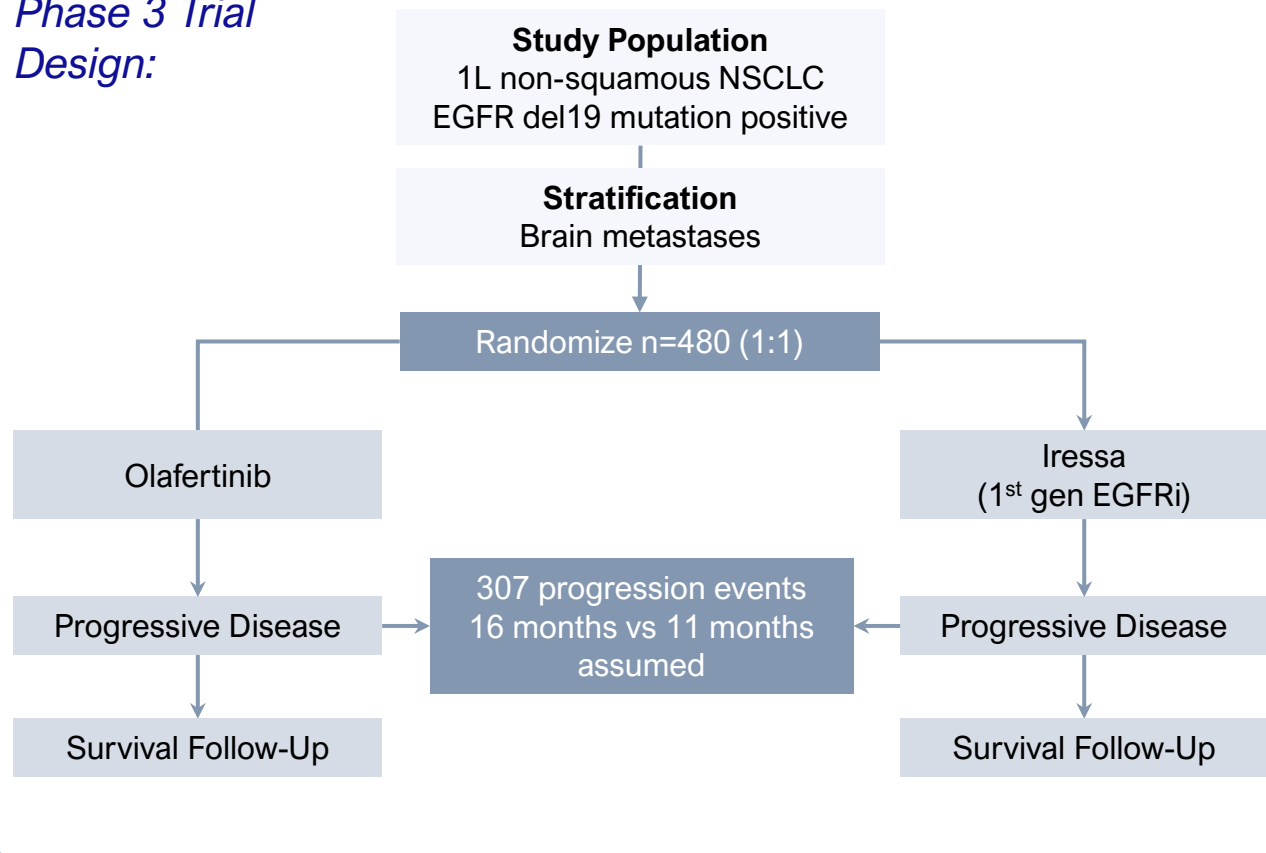 Phase 3 Trial
Design:
Study Population
1L non-squamous NSCLC
EGFR del19 mutation positive
Stratification
Brain metastases
Randomize n=480 (1:1)
Olafertinib
Iressa
(1st gen EGFRi)
307 progression events
16 months vs 11 months
assumed
Progressive Disease
Progressive Disease
Survival Follow-Up
Survival Follow-Up